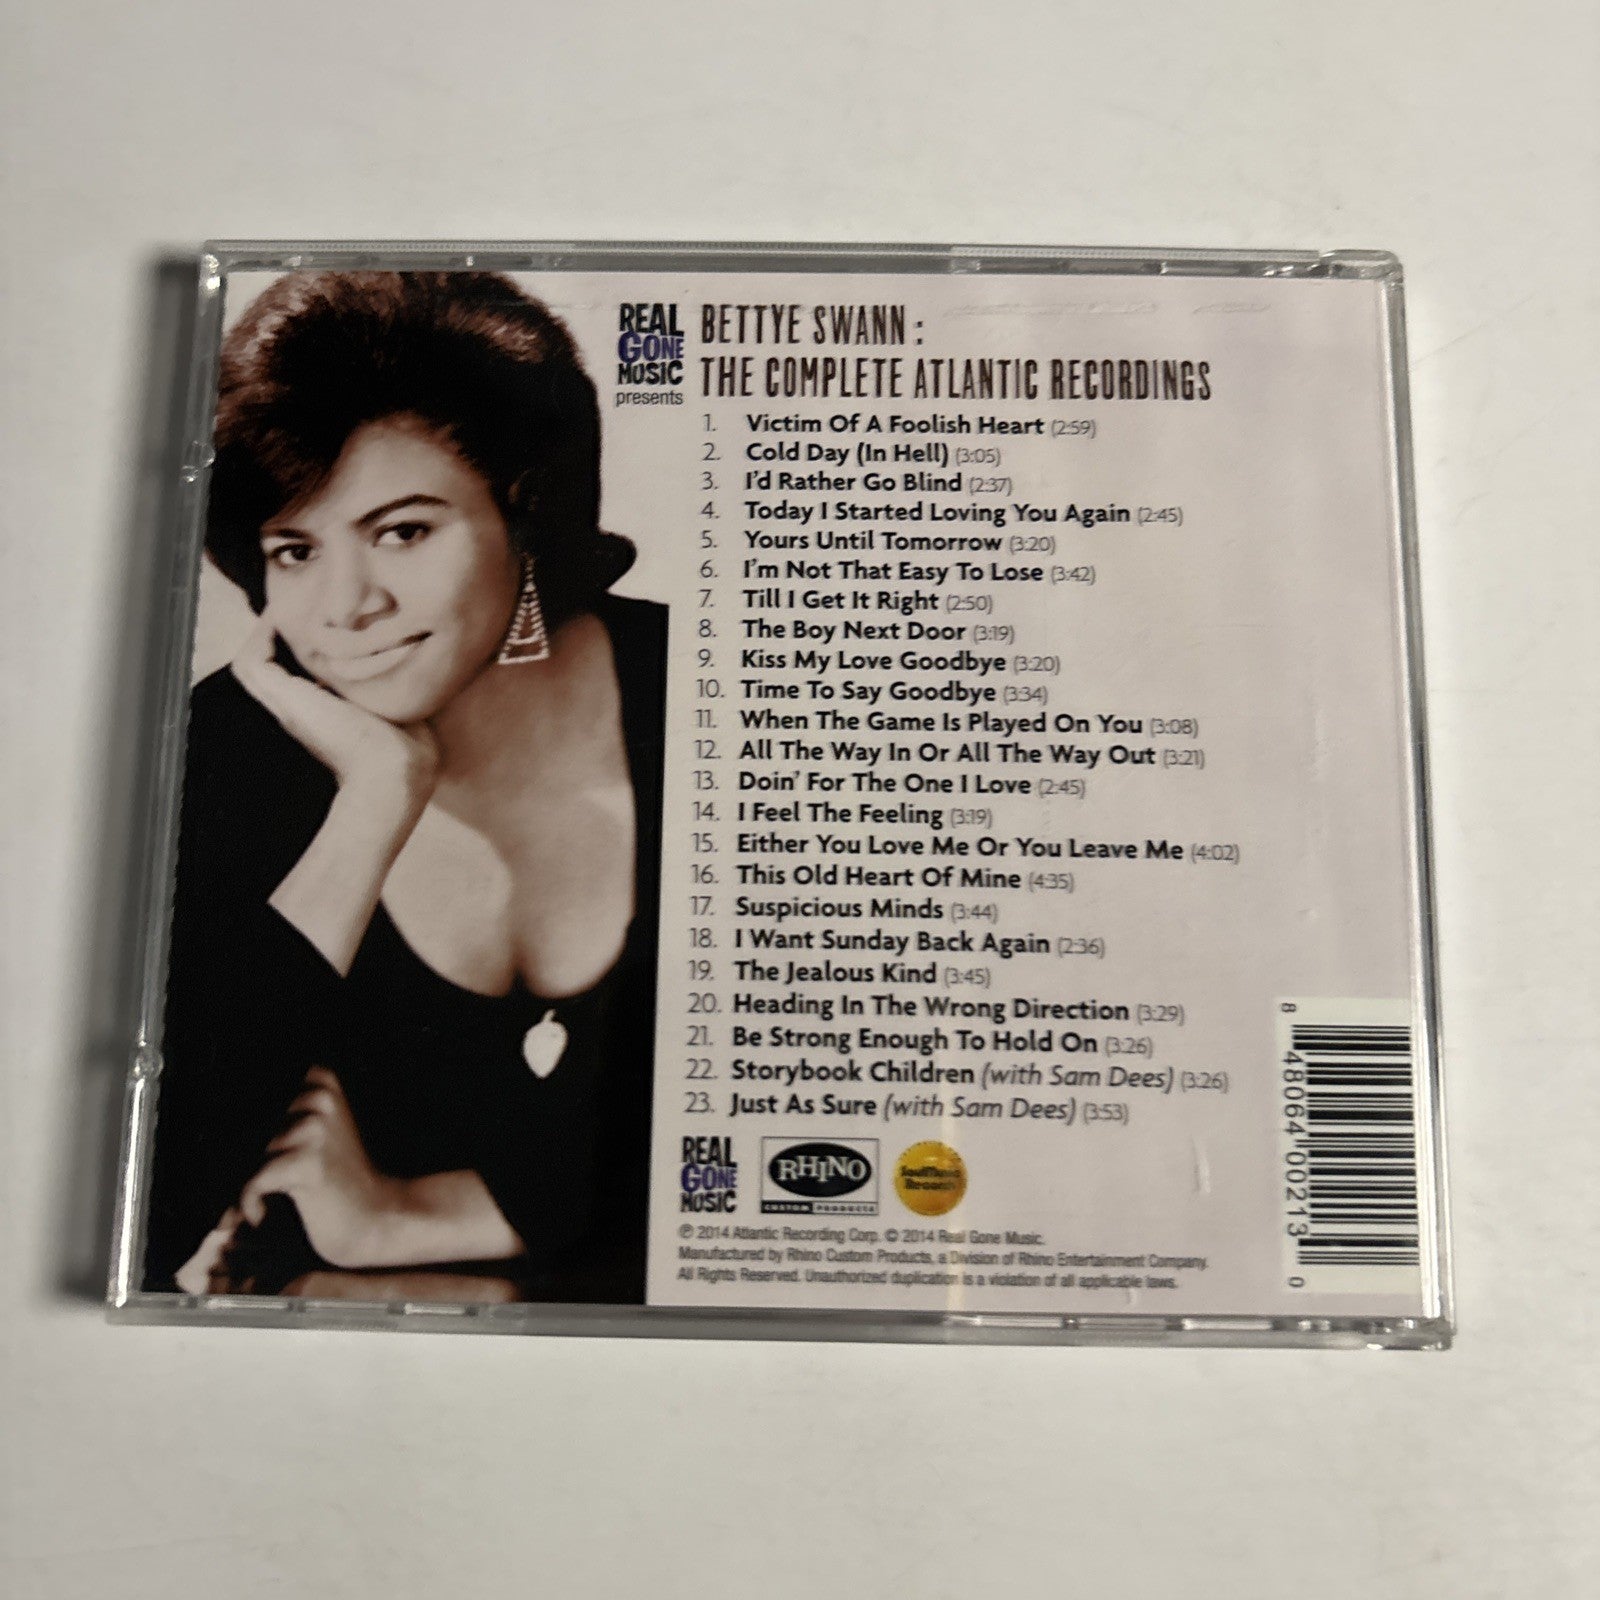 REAL
GONE
MUSIC
presents
BETTYE SWANN :
THE COMPLETE ATLANTIC RECORDINGS
1. Victim Of A Foolish Heart (2:59)
2. Cold Day (In Hell) (3:05)
3. I'd Rather Go Blind (2:37)
4. Today I Started Loving You Again (2:45)
5. Yours Until Tomorrow (3:20)
6. I'm Not That Easy To Lose (3:42)
7. Till I Get It Right (2:50)
8. The Boy Next Door (3:19)
9. Kiss My Love Goodbye (3:20)
10. Time To Say Goodbye (3:34)
11. When The Game Is Played On You (3:08)
12. All The Way In Or All The Way Out (3:21)
13. Doin' For The One I Love (2:45)
14. I Feel The Feeling (3:19)
15. Either You Love Me Or You Leave Me (4:02)
16. This Old Heart Of Mine (4:35)
17. Suspicious Minds (3:44)
18. I Want Sunday Back Again (2:36)
19. The Jealous Kind (3:45)
20. Heading In The Wrong Direction (3:29)
21. Be Strong Enough To Hold On (3:26)
22. Storybook Children (with Sam Dees) (3:26)
23. Just As Sure (with Sam Dees) (3:53)
REAL
GONE
MUSIC
RHINO
CUSTOM PRODUCTS
SoulMusic
Records
℗ 2014 Atlantic Recording Corp. © 2014 Real Gone Music.
Manufactured by Rhino Custom Products, a Division of Rhino Entertainment Company.
All Rights Reserved. Unauthorized duplication is a violation of all applicable laws.
8 48064 00213 0